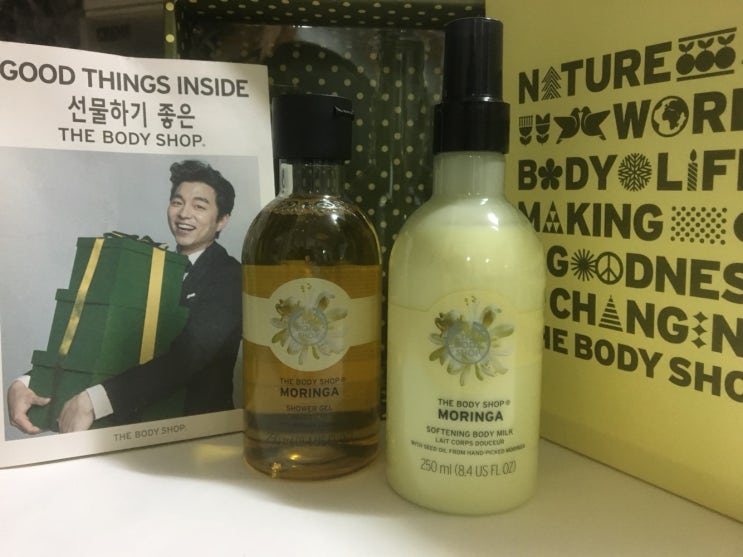 GOOD THINGS INSIDE
선물하기 좋은
THE BODY SHOP.
THE BODY SHOP.
THE BODY SHOP®
MORINGA
SHOWER GEL
THE BODY SHOP®
MORINGA
SOFTENING BODY MILK
LAIT CORPS DOUCEUR
WITH SEED OIL FROM HAND-PICKED MORINGA
250 ml (8.4 US FL OZ)
NATURE
WOR
BODY LIF
MAKING
GOODNES
CHANGIN
THE BODY SHO